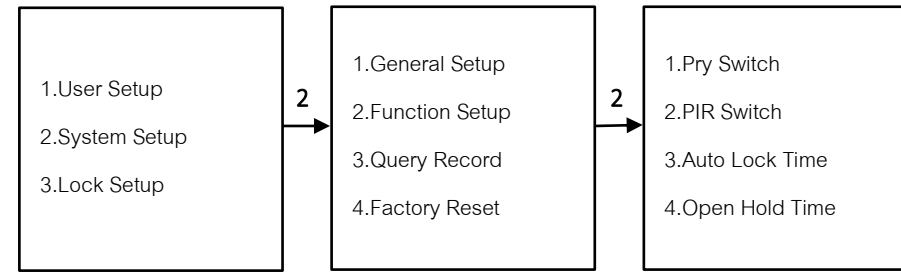 1.User Setup
2.System Setup
3.Lock Setup
2
1.General Setup
2.Function Setup
3.Query Record
4.Factory Reset
2
1.Pry Switch
2.PIR Switch
3.Auto Lock Time
4.Open Hold Time